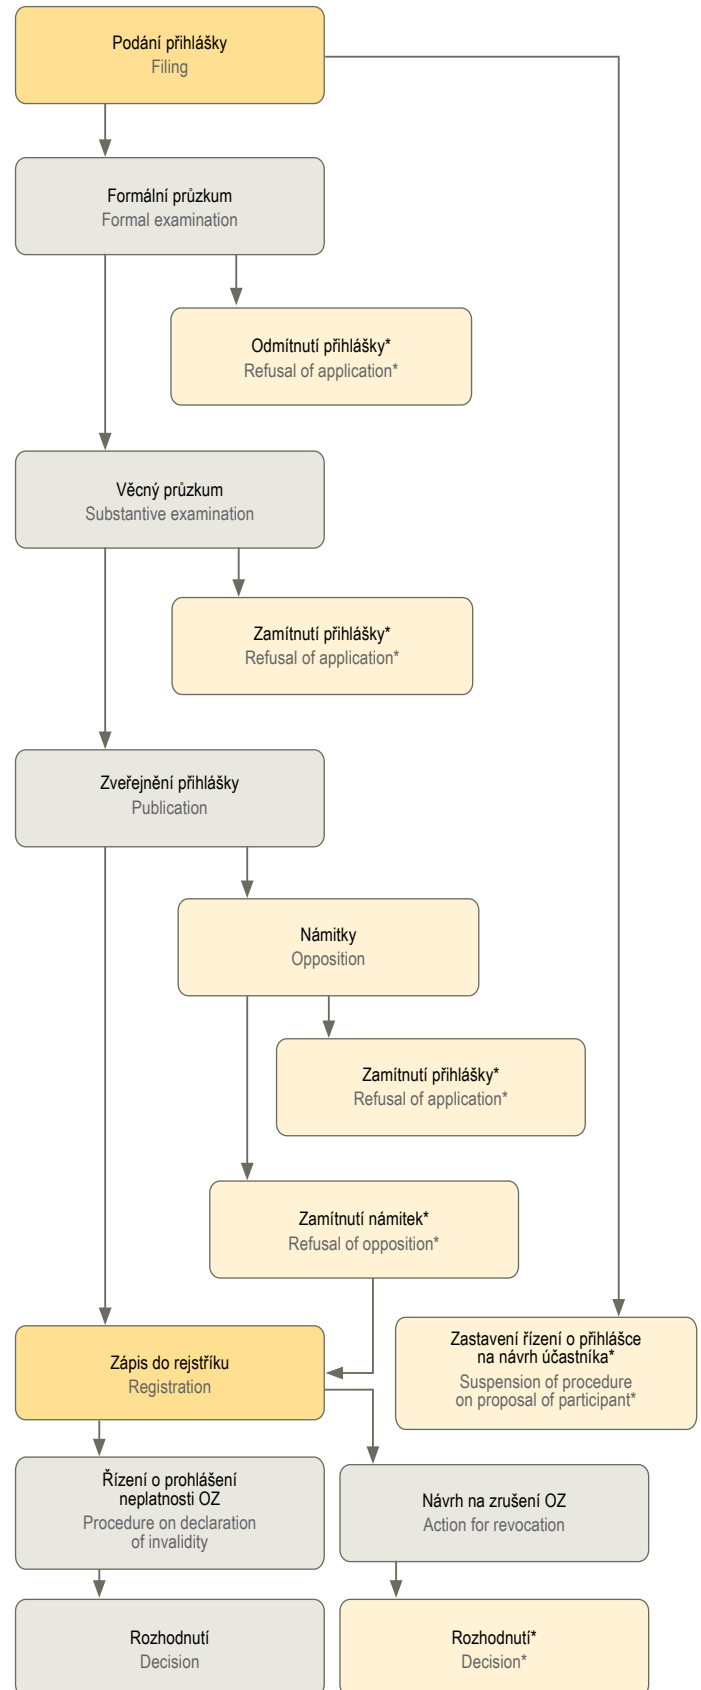 Podání přihlášky
Filing
Formální průzkum
Formal examination
Odmítnutí přihlášky*
Refusal of application*
Věcný průzkum
Substantive examination
Zamítnutí přihlášky*
Refusal of application*
Zveřejnění přihlášky
Publication
Námitky
Opposition
Zamítnutí přihlášky*
Refusal of application*
Zamítnutí námitek*
Refusal of opposition*
Zápis do rejstříku
Registration
Zastavení řízení o přihlášce
na návrh účastníka*
Suspension of procedure
on proposal of participant*
Řízení o prohlášení
neplatnosti OZ
Procedure on declaration
of invalidity
Návrh na zrušení OZ
Action for revocation
Rozhodnutí
Decision
Rozhodnutí*
Decision*